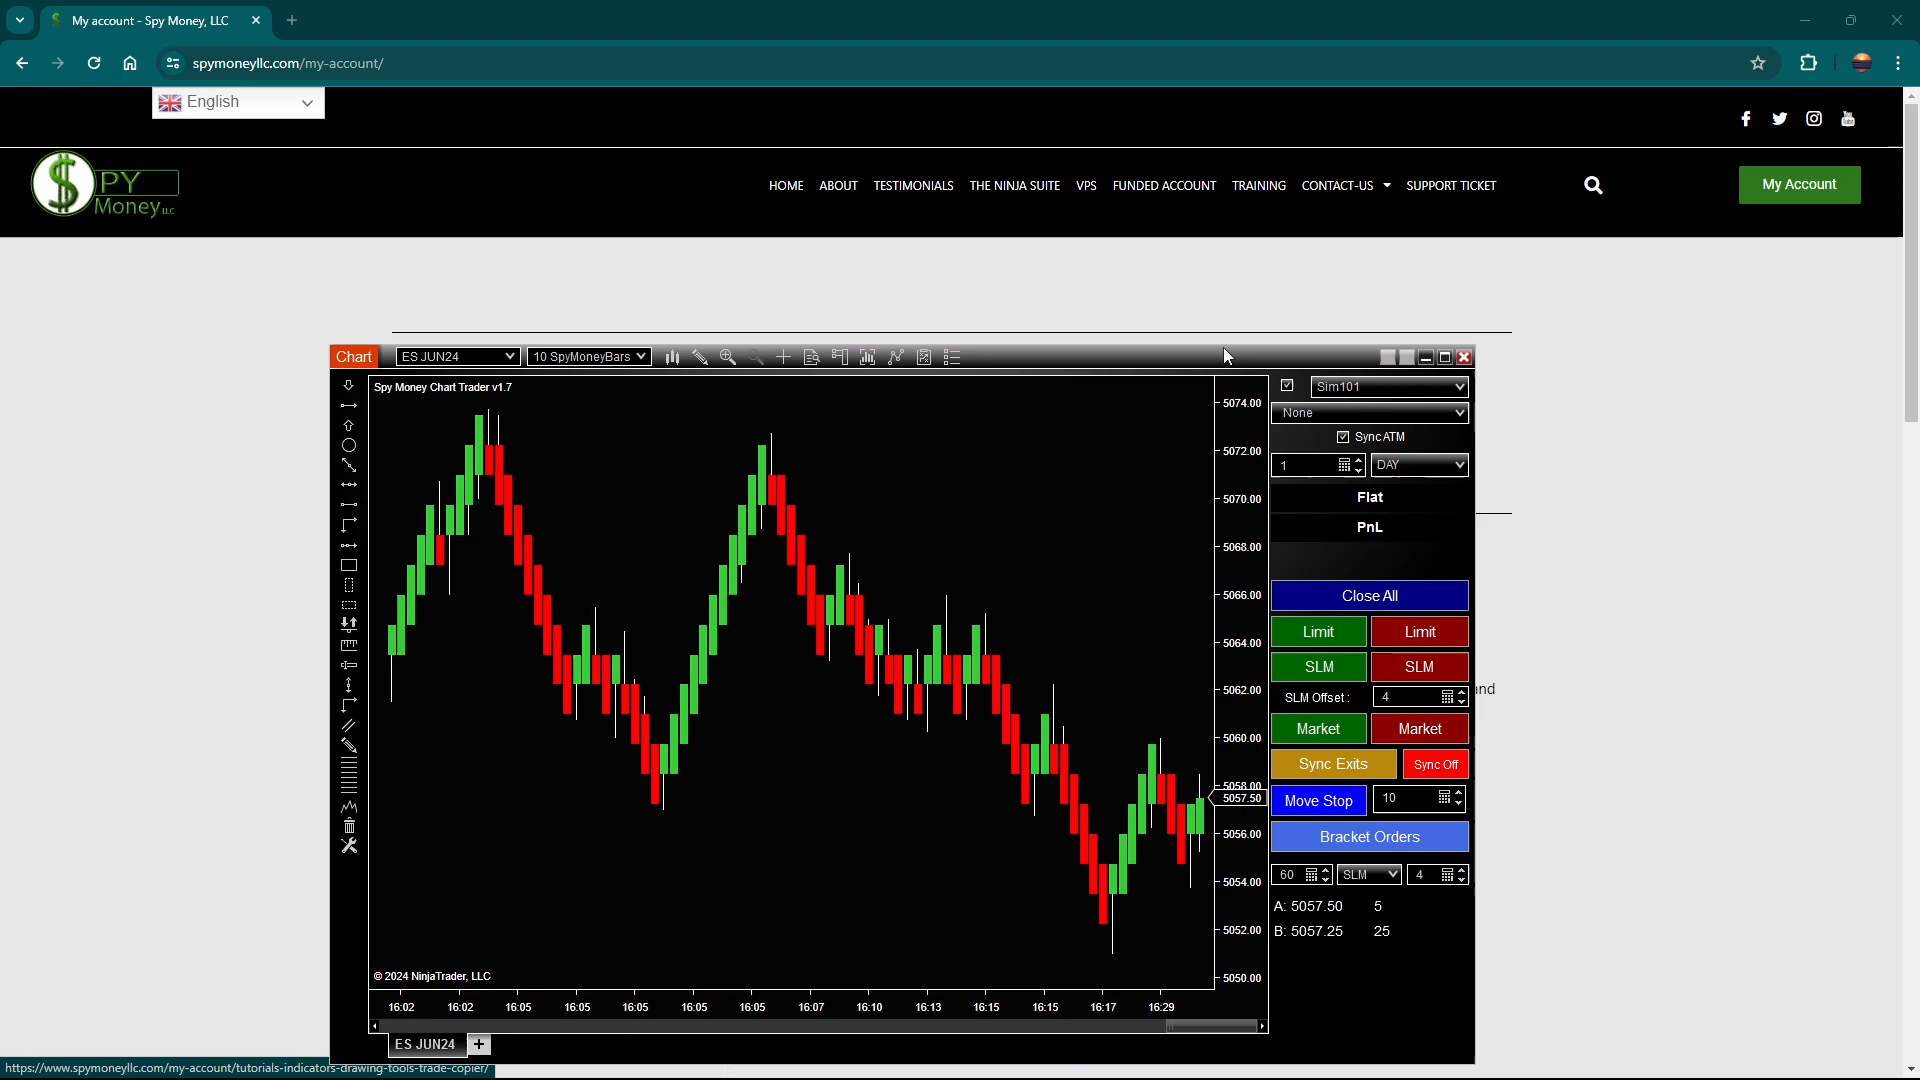 My account - Spy Money, LLC
spymoneyllc.com/my-account/
English
$PY
Money LLC
HOME ABOUT TESTIMONIALS THE NINJA SUITE VPS FUNDED ACCOUNT TRAINING CONTACT-US SUPPORT TICKET
My Account
Chart ES JUN24 10 SpyMoneyBars
Spy Money Chart Trader v1.7
5074.00
5072.00
5070.00
5068.00
5066.00
5064.00
5062.00
5060.00
5058.00
5057.50
5056.00
5054.00
5052.00
5050.00
Sim101
None
Sync ATM
1 DAY
Flat
PnL
Close All
Limit Limit
SLM SLM
SLM Offset : 4
and
Market Market
Sync Exits Sync Off
Move Stop 10
Bracket Orders
60 SLM 4
A: 5057.50 5
B: 5057.25 25
© 2024 NinjaTrader, LLC
16:02 16:02 16:05 16:05 16:05 16:05 16:05 16:07 16:10 16:13 16:15 16:15 16:17 16:29
ES JUN24
https://www.spymoneyllc.com/my-account/tutorials-indicators-drawing-tools-trade-copier/